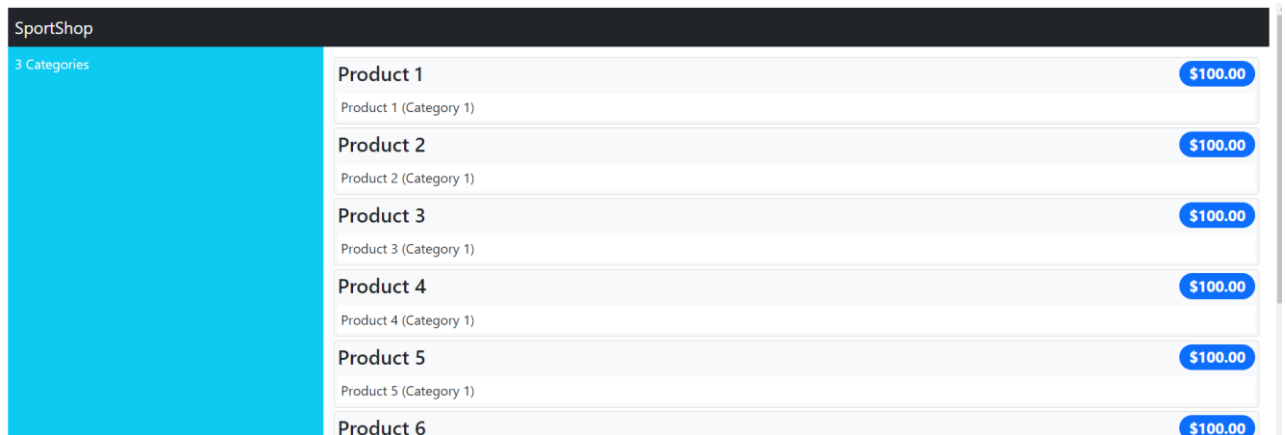 SportShop
3 Categories
Product 1 $100.00
Product 1 (Category 1)
Product 2 $100.00
Product 2 (Category 1)
Product 3 $100.00
Product 3 (Category 1)
Product 4 $100.00
Product 4 (Category 1)
Product 5 $100.00
Product 5 (Category 1)
Product 6 $100.00